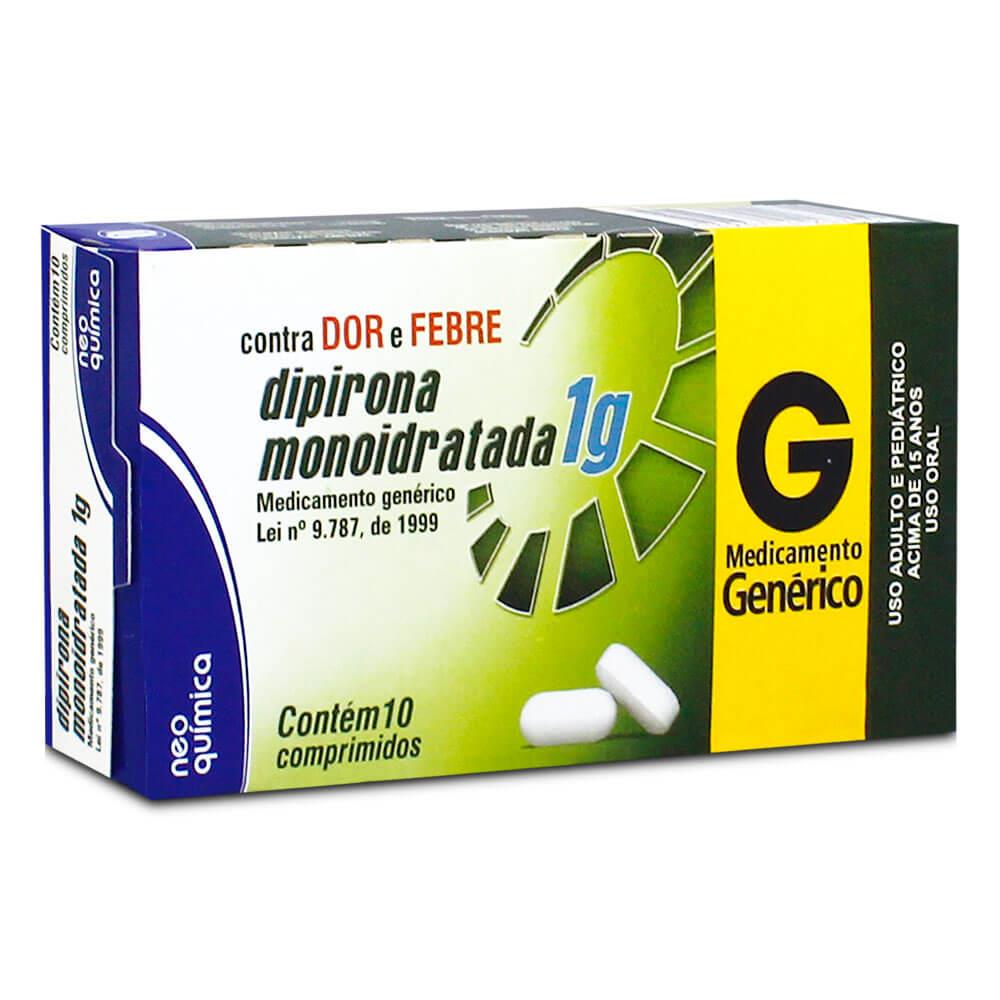 Contém 10
comprimidos
neo
química
dipirona
monoidratada 1g
Medicamento genérico
Lei nº 9.787, de 1999
contra DOR e FEBRE
dipirona
monoidratada 1g
Medicamento genérico
Lei nº 9.787, de 1999
Contém 10
comprimidos
neo
química
G
Medicamento
Genérico
USO ADULTO E PEDIÁTRICO
ACIMA DE 15 ANOS
USO ORAL